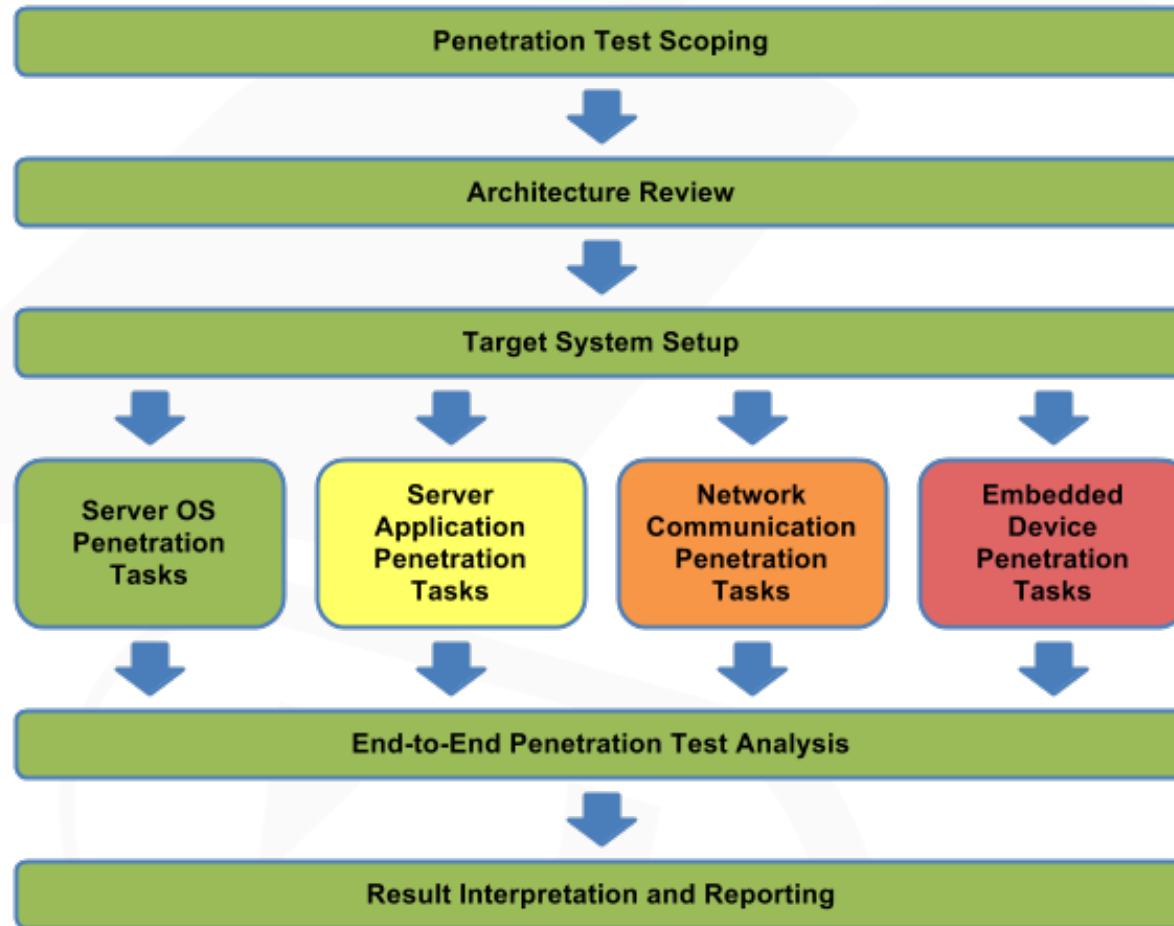 Penetration Test Scoping
Architecture Review
Target System Setup
Server OS
Penetration
Tasks
Server
Application
Penetration
Tasks
Network
Communication
Penetration
Tasks
Embedded
Device
Penetration
Tasks
End-to-End Penetration Test Analysis
Result Interpretation and Reporting